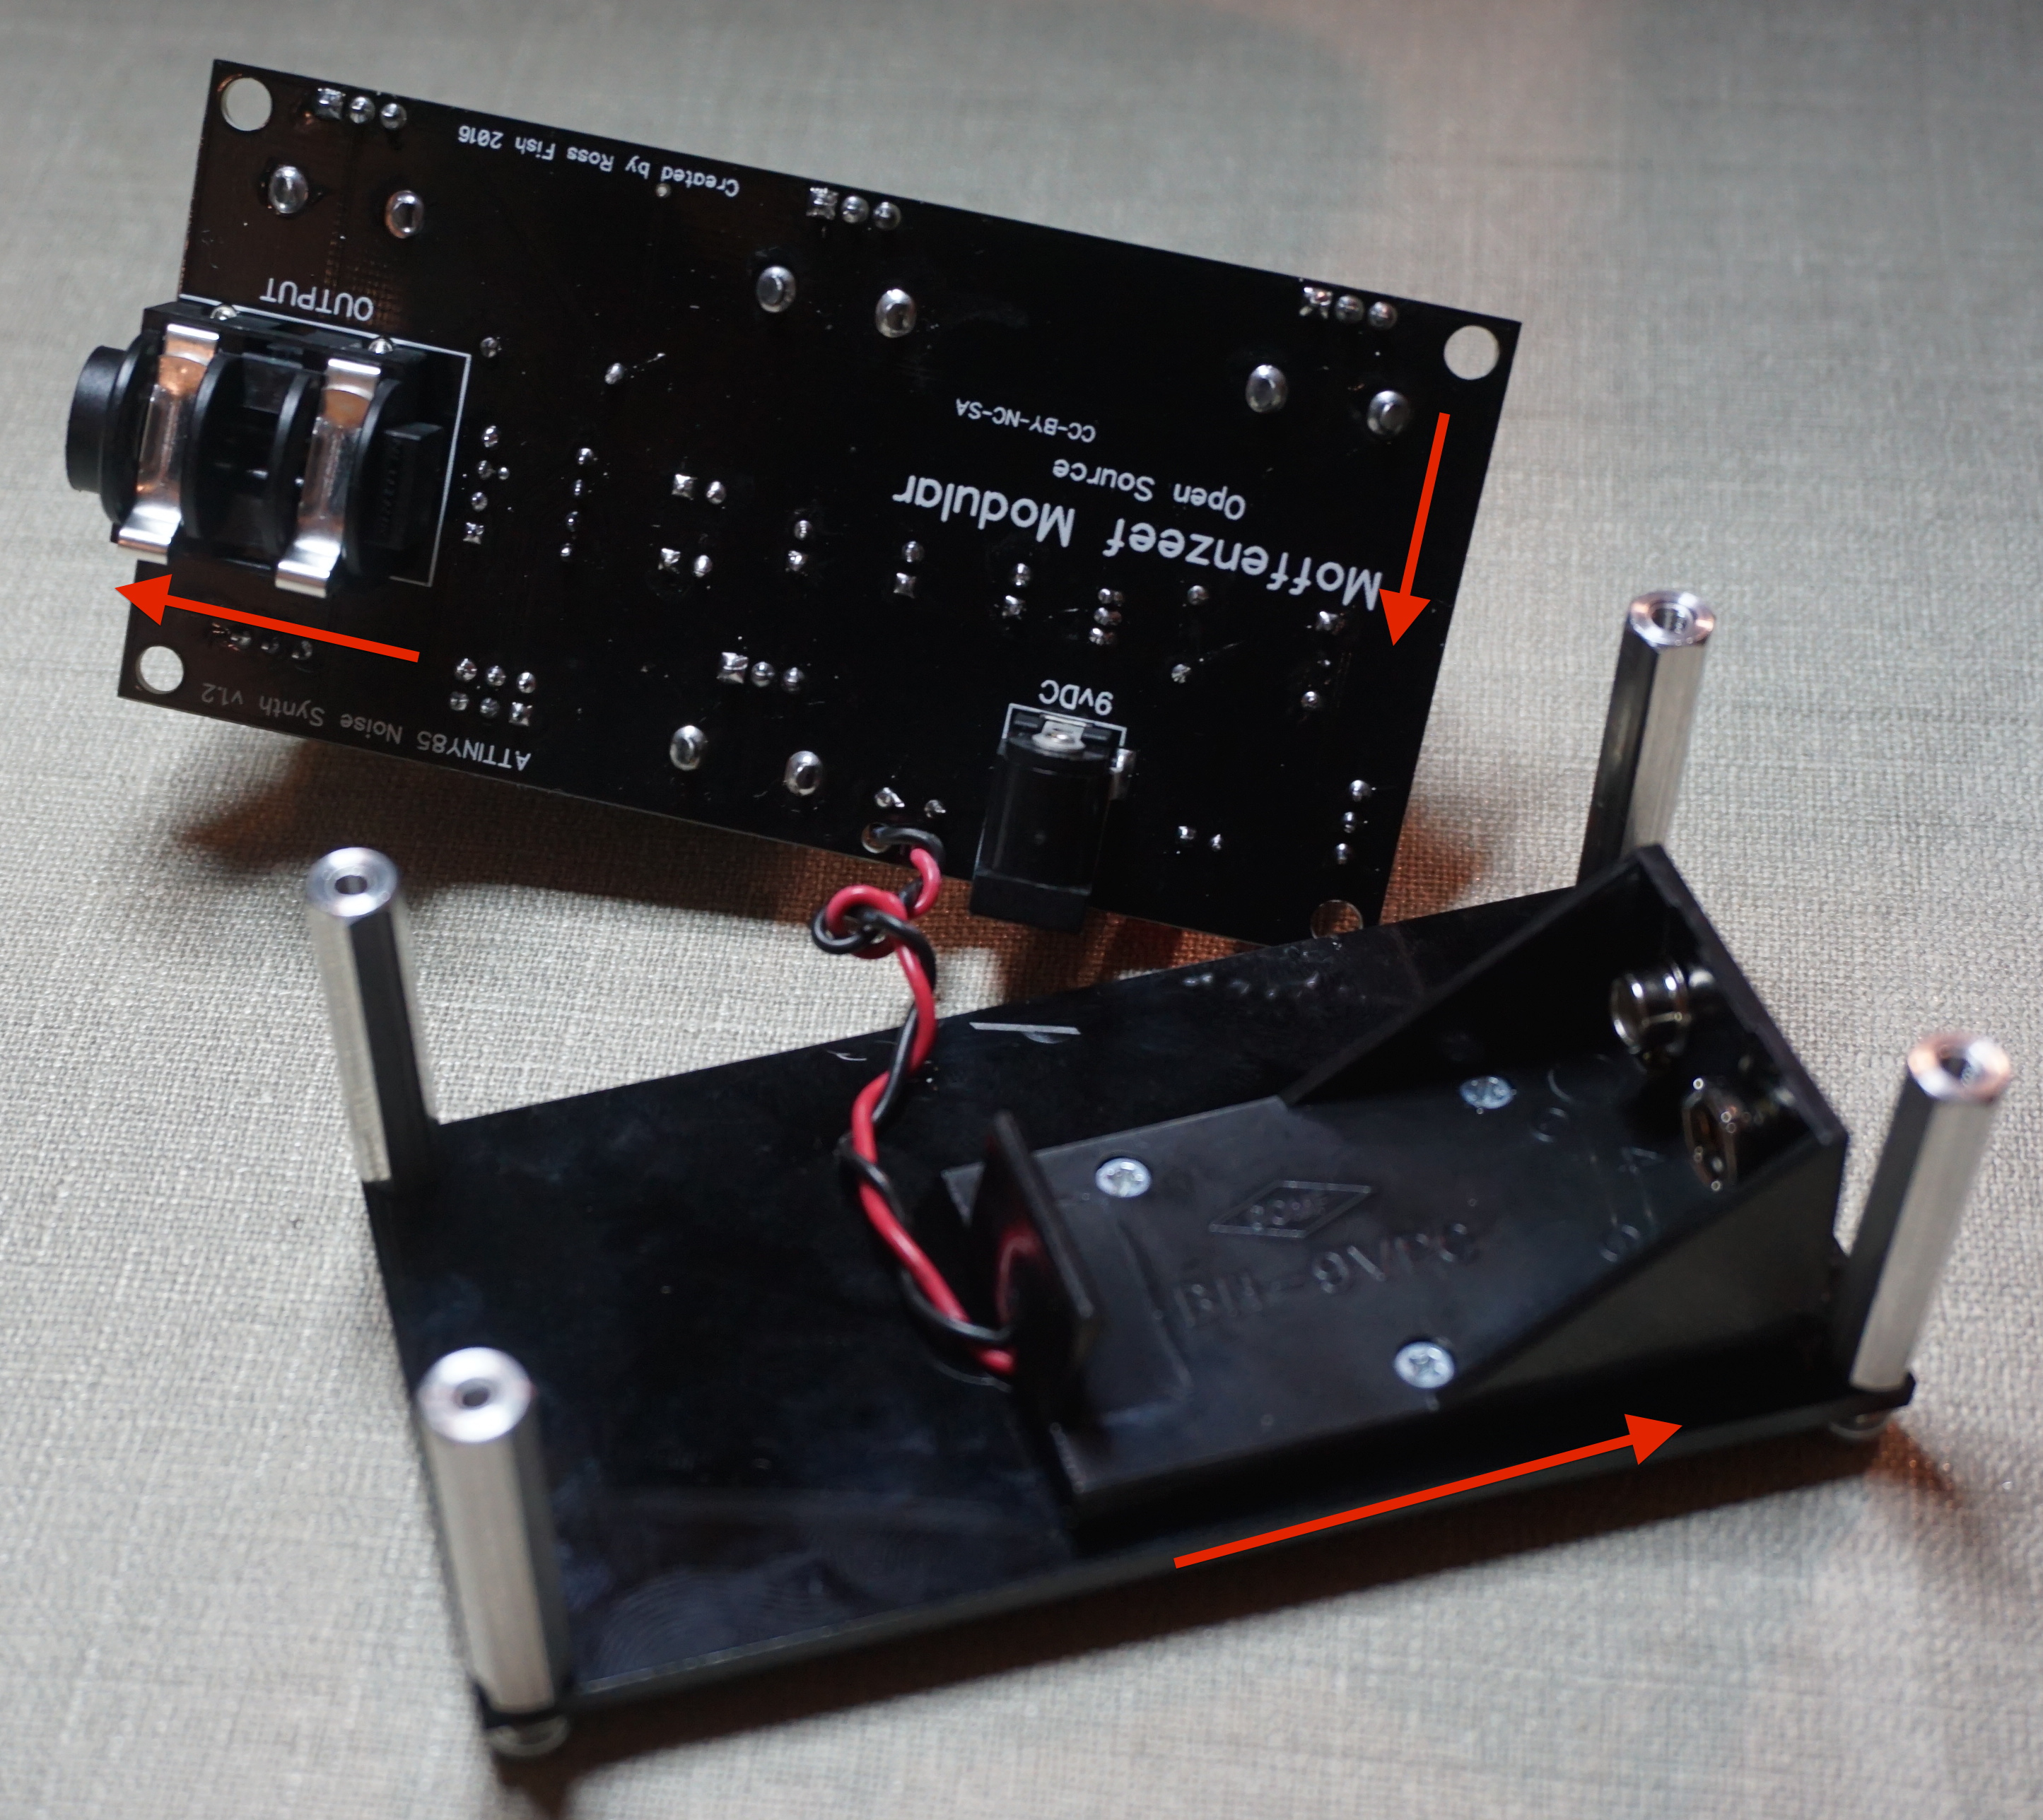 Created by Ross Fish 2016
OUTPUT
CC-BY-NC-SA
Open Source
Moffenzeef Modular
9vDC
ATTINY85 Noise Synth v1.2
BH-9VPC